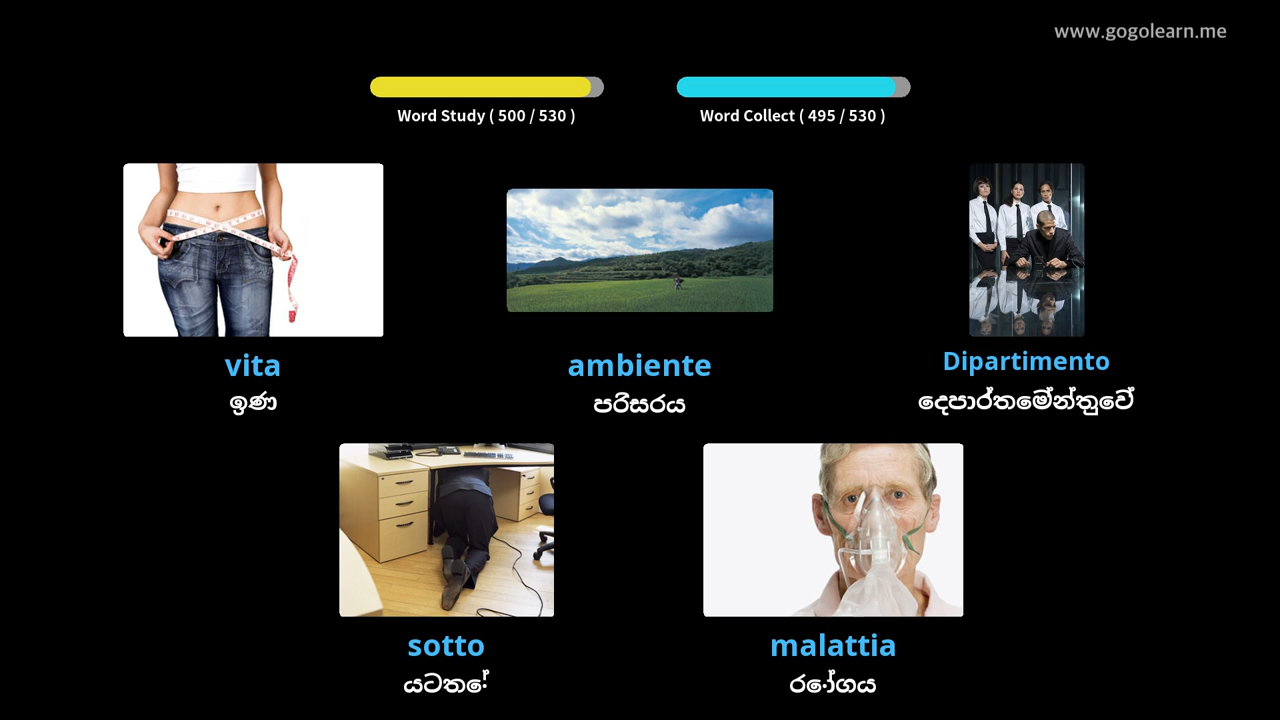 www.gogolearn.me
Word Study ( 500 / 530 )
Word Collect ( 495 / 530 )
vita
ඉණ
ambiente
පරිසරය
Dipartimento
දෙපාර්තමේන්තුවේ
sotto
යටතේ
malattia
රෝගය